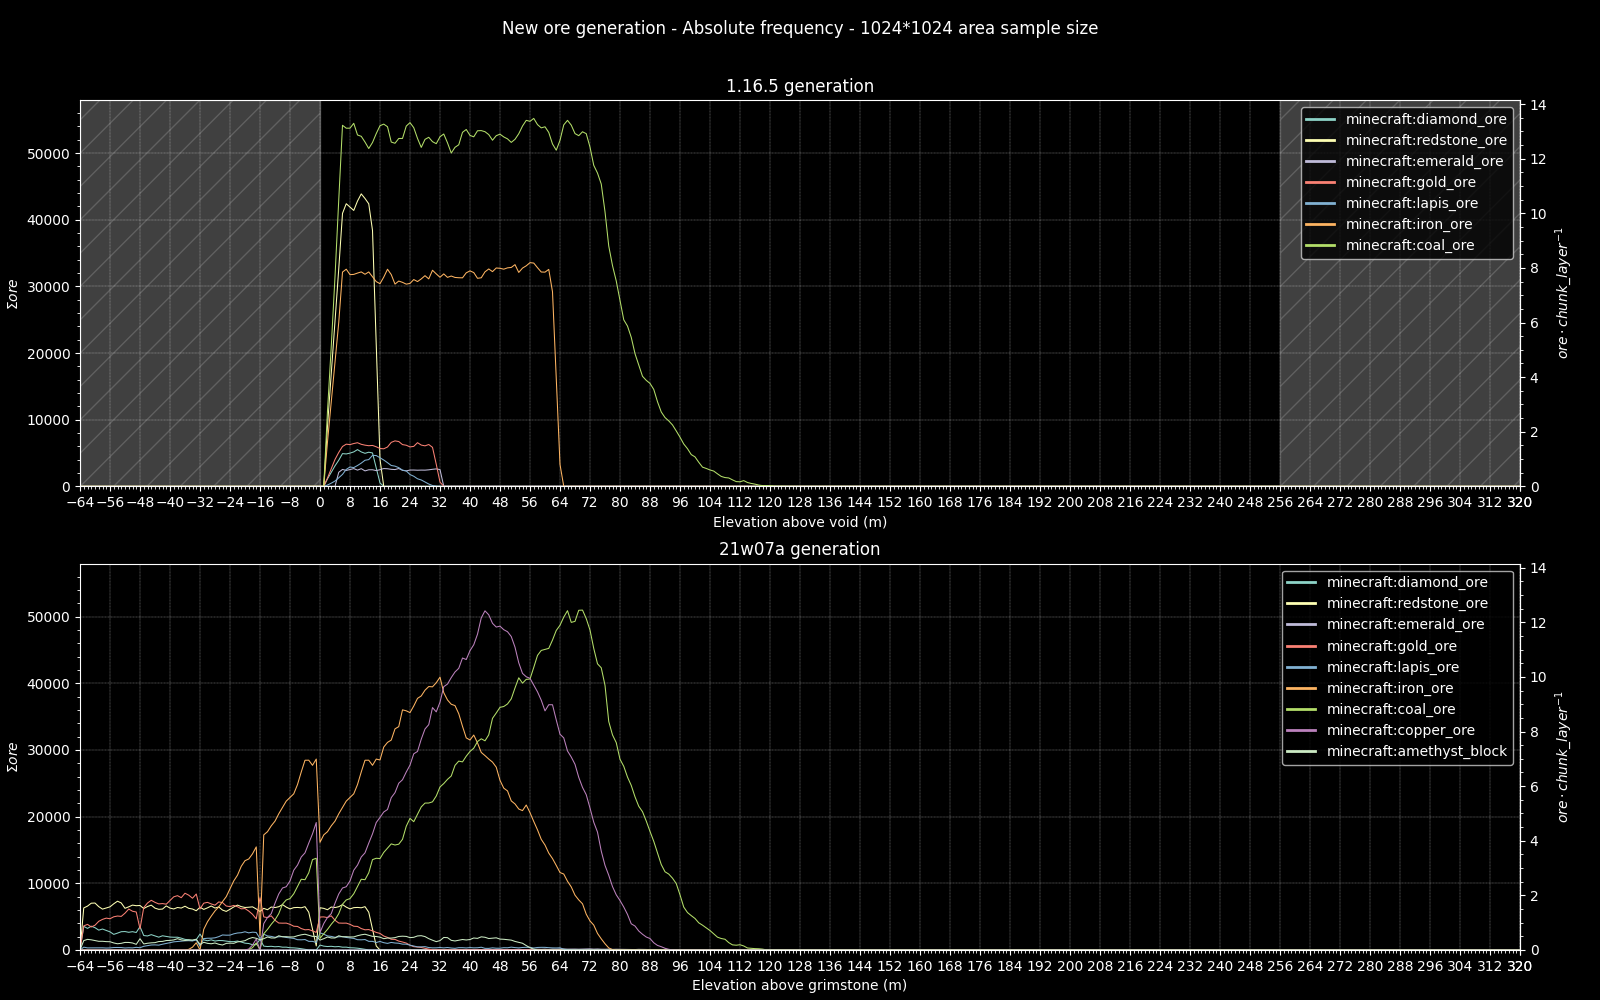 New ore generation - Absolute frequency - 1024*1024 area sample size
1.16.5 generation
50000
40000
30000
20000
10000
0
Σore
14
12
10
8
6
4
2
0
ore · chunk_layer⁻¹
minecraft:diamond_ore
minecraft:redstone_ore
minecraft:emerald_ore
minecraft:gold_ore
minecraft:lapis_ore
minecraft:iron_ore
minecraft:coal_ore
−64 −56 −48 −40 −32 −24 −16 −8 0 8 16 24 32 40 48 56 64 72 80 88 96 104 112 120 128 136 144 152 160 168 176 184 192 200 208 216 224 232 240 248 256 264 272 280 288 296 304 312 320
Elevation above void (m)
21w07a generation
50000
40000
30000
20000
10000
0
Σore
14
12
10
8
6
4
2
0
ore · chunk_layer⁻¹
minecraft:diamond_ore
minecraft:redstone_ore
minecraft:emerald_ore
minecraft:gold_ore
minecraft:lapis_ore
minecraft:iron_ore
minecraft:coal_ore
minecraft:copper_ore
minecraft:amethyst_block
−64 −56 −48 −40 −32 −24 −16 −8 0 8 16 24 32 40 48 56 64 72 80 88 96 104 112 120 128 136 144 152 160 168 176 184 192 200 208 216 224 232 240 248 256 264 272 280 288 296 304 312 320
Elevation above grimstone (m)